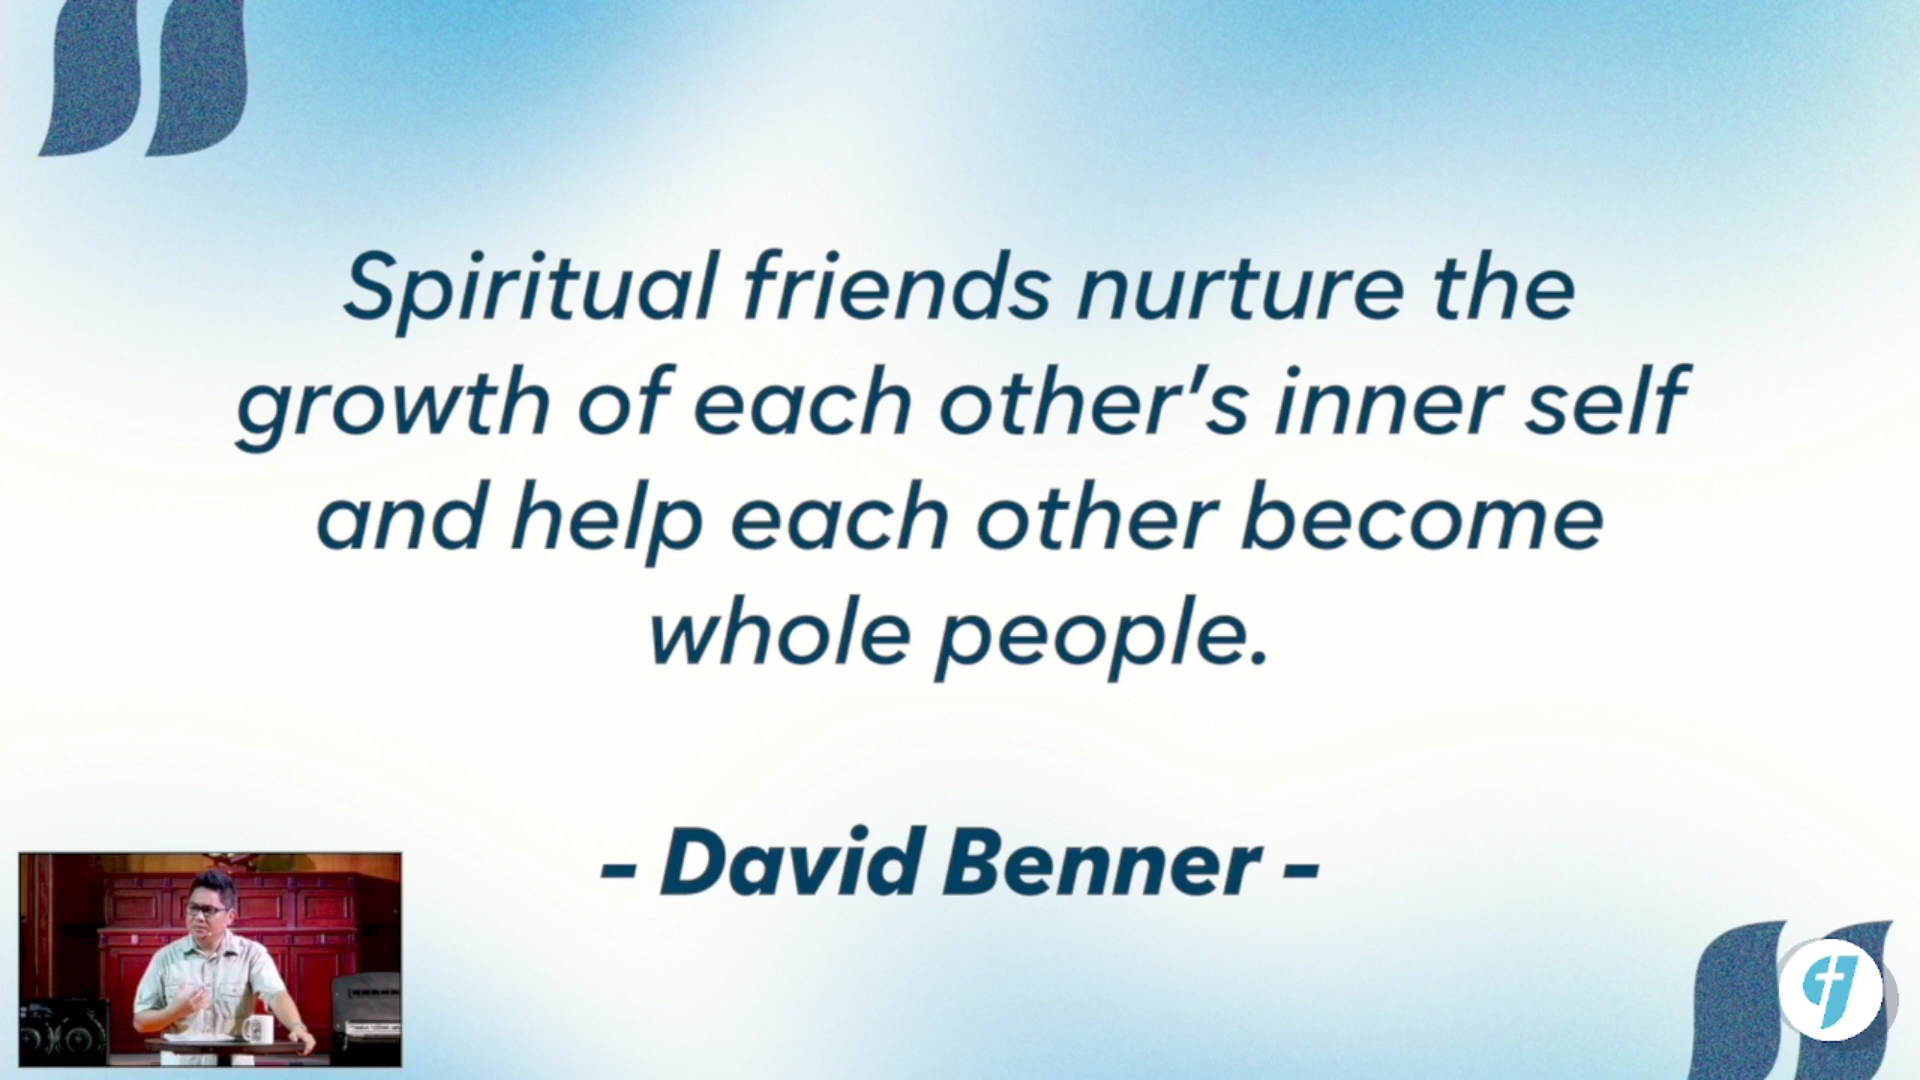 Spiritual friends nurture the
growth of each other's inner self
and help each other become
whole people.
- David Benner -